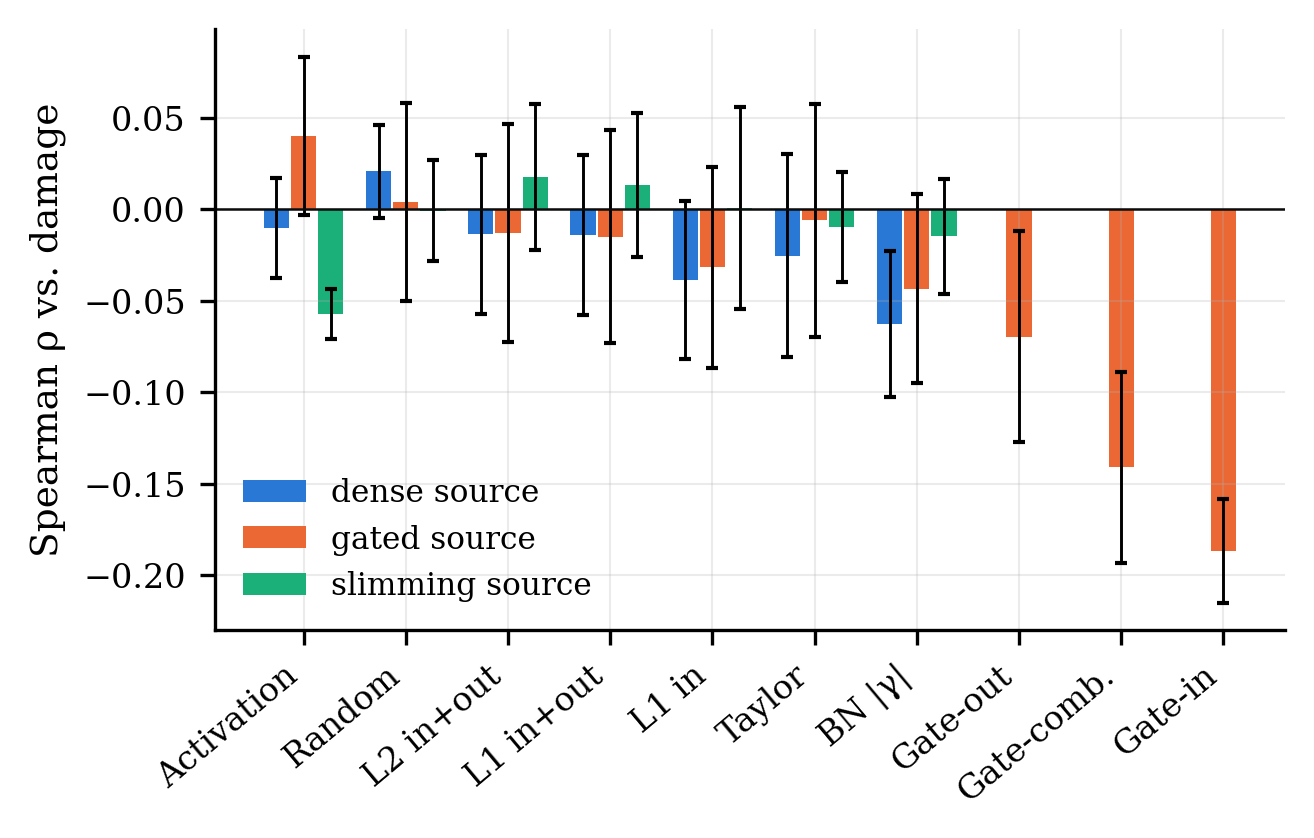 Spearman ρ vs. damage
0.05
0.00
−0.05
−0.10
−0.15
−0.20
dense source
gated source
slimming source
Activation
Random
L2 in+out
L1 in+out
L1 in
Taylor
BN |γ|
Gate-out
Gate-comb.
Gate-in